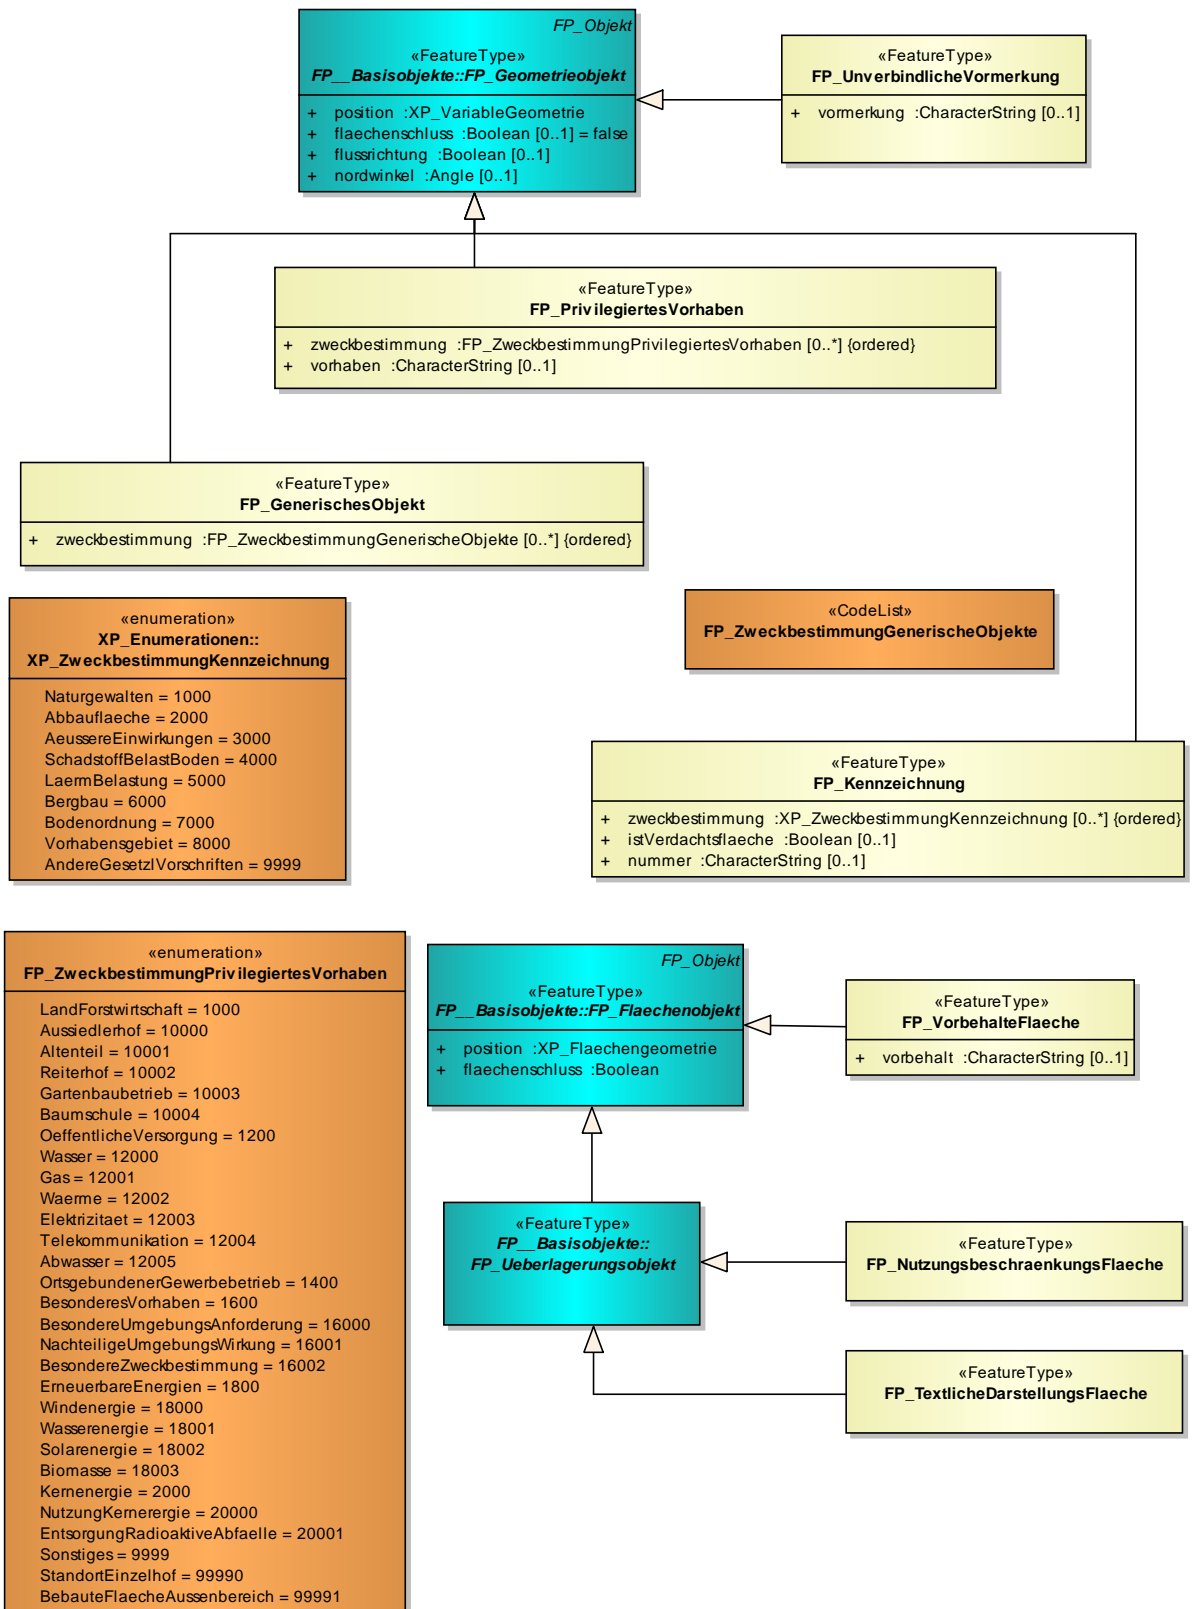 FP_Objekt
«FeatureType»
FP__Basisobjekte::FP_Geometrieobjekt
+ position :XP_VariableGeometrie
+ flaechenschluss :Boolean [0..1] = false
+ flussrichtung :Boolean [0..1]
+ nordwinkel :Angle [0..1]
«FeatureType»
FP_UnverbindlicheVormerkung
+ vormerkung :CharacterString [0..1]
«FeatureType»
FP_PrivilegiertesVorhaben
+ zweckbestimmung :FP_ZweckbestimmungPrivilegiertesVorhaben [0..*] {ordered}
+ vorhaben :CharacterString [0..1]
«FeatureType»
FP_GenerischesObjekt
+ zweckbestimmung :FP_ZweckbestimmungGenerischeObjekte [0..*] {ordered}
«enumeration»
XP_Enumerationen::
XP_ZweckbestimmungKennzeichnung
Naturgewalten = 1000
Abbauflaeche = 2000
AeussereEinwirkungen = 3000
SchadstoffBelastBoden = 4000
LaermBelastung = 5000
Bergbau = 6000
Bodenordnung = 7000
Vorhabensgebiet = 8000
AndereGesetzlVorschriften = 9999
«CodeList»
FP_ZweckbestimmungGenerischeObjekte
«FeatureType»
FP_Kennzeichnung
+ zweckbestimmung :XP_ZweckbestimmungKennzeichnung [0..*] {ordered}
+ istVerdachtsflaeche :Boolean [0..1]
+ nummer :CharacterString [0..1]
«enumeration»
FP_ZweckbestimmungPrivilegiertesVorhaben
LandForstwirtschaft = 1000
Aussiedlerhof = 10000
Altenteil = 10001
Reiterhof = 10002
Gartenbaubetrieb = 10003
Baumschule = 10004
OeffentlicheVersorgung = 1200
Wasser = 12000
Gas = 12001
Waerme = 12002
Elektrizitaet = 12003
Telekommunikation = 12004
Abwasser = 12005
OrtsgebundenerGewerbebetrieb = 1400
BesonderesVorhaben = 1600
BesondereUmgebungsAnforderung = 16000
NachteiligeUmgebungsWirkung = 16001
BesondereZweckbestimmung = 16002
ErneuerbareEnergien = 1800
Windenergie = 18000
Wasserenergie = 18001
Solarenergie = 18002
Biomasse = 18003
Kernenergie = 2000
NutzungKernerergie = 20000
EntsorgungRadioaktiveAbfaelle = 20001
Sonstiges = 9999
StandortEinzelhof = 99990
BebauteFlaecheAussenbereich = 99991
FP_Objekt
«FeatureType»
FP__Basisobjekte::FP_Flaechenobjekt
+ position :XP_Flaechengeometrie
+ flaechenschluss :Boolean
«FeatureType»
FP_VorbehalteFlaeche
+ vorbehalt :CharacterString [0..1]
«FeatureType»
FP__Basisobjekte::
FP_Ueberlagerungsobjekt
«FeatureType»
FP_NutzungsbeschraenkungsFlaeche
«FeatureType»
FP_TextlicheDarstellungsFlaeche